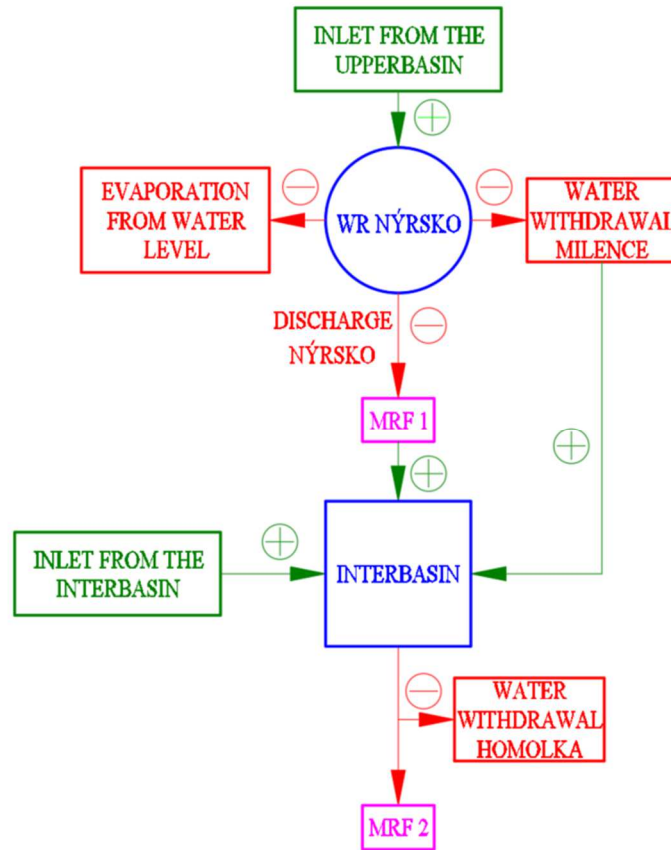 INLET FROM THE
UPPERBASIN
EVAPORATION
FROM WATER
LEVEL
WR NÝRSKO
WATER
WITHDRAWAL
MILENCE
DISCHARGE
NÝRSKO
MRF 1
INLET FROM THE
INTERBASIN
INTERBASIN
WATER
WITHDRAWAL
HOMOLKA
MRF 2